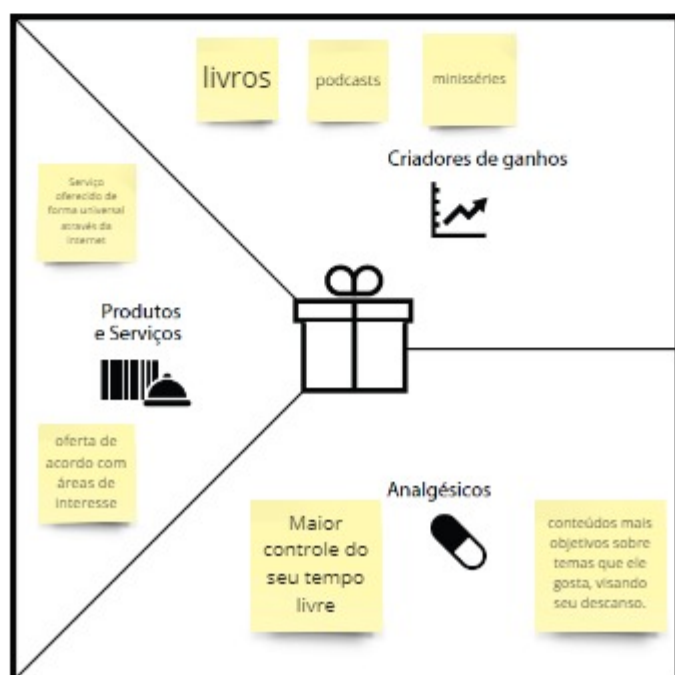 livros
podcasts
minisséries
Criadores de ganhos
Serviço
oferecido de
forma universal
através da
internet
Produtos
e Serviços
oferta de
acordo com
áreas de
interesse
Analgésicos
Maior
controle do
seu tempo
livre
conteúdos mais
objetivos sobre
temas que ele
gosta, visando
seu descanso.